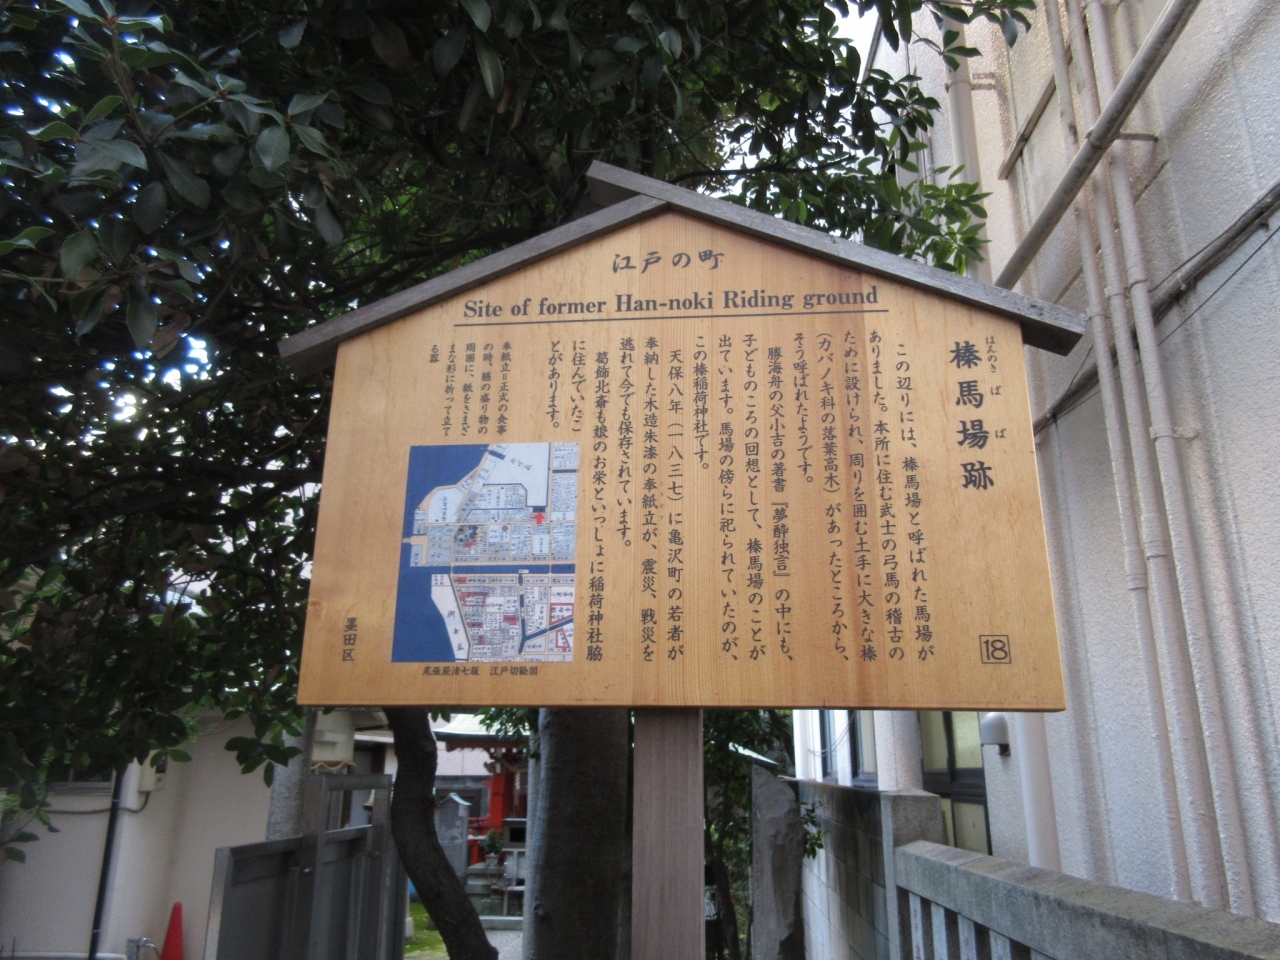 江戸の町
Site of former Han-noki Riding ground
はんのき ば ば
榛馬場跡
この辺りには、榛馬場と呼ばれた馬場が
ありました。本所に住む武士の弓馬の稽古の
ために設けられ、周りを囲む土手に大きな榛
(カバノキ科の落葉高木)があったところから、
そう呼ばれたようです。
勝海舟の父小吉の著書『夢酔独言』の中にも、
子どものころの回想として、榛馬場のことが
出ています。馬場の傍らに祀られていたのが、
この榛稲荷神社です。
天保八年(一八三七)に亀沢町の若者が
奉納した木造朱漆の奉紙立が、震災、戦災を
逃れて今でも保存されています。
葛飾北斎も娘のお栄といっしょに稲荷神社脇
に住んでいたこ
とがあります。
奉紙立=正式の食事
の時、膳の盛り物の
周囲に、紙をさまざ
まな形に折って立て
る器
18
尾張屋清七版 江戸切絵図
墨田区